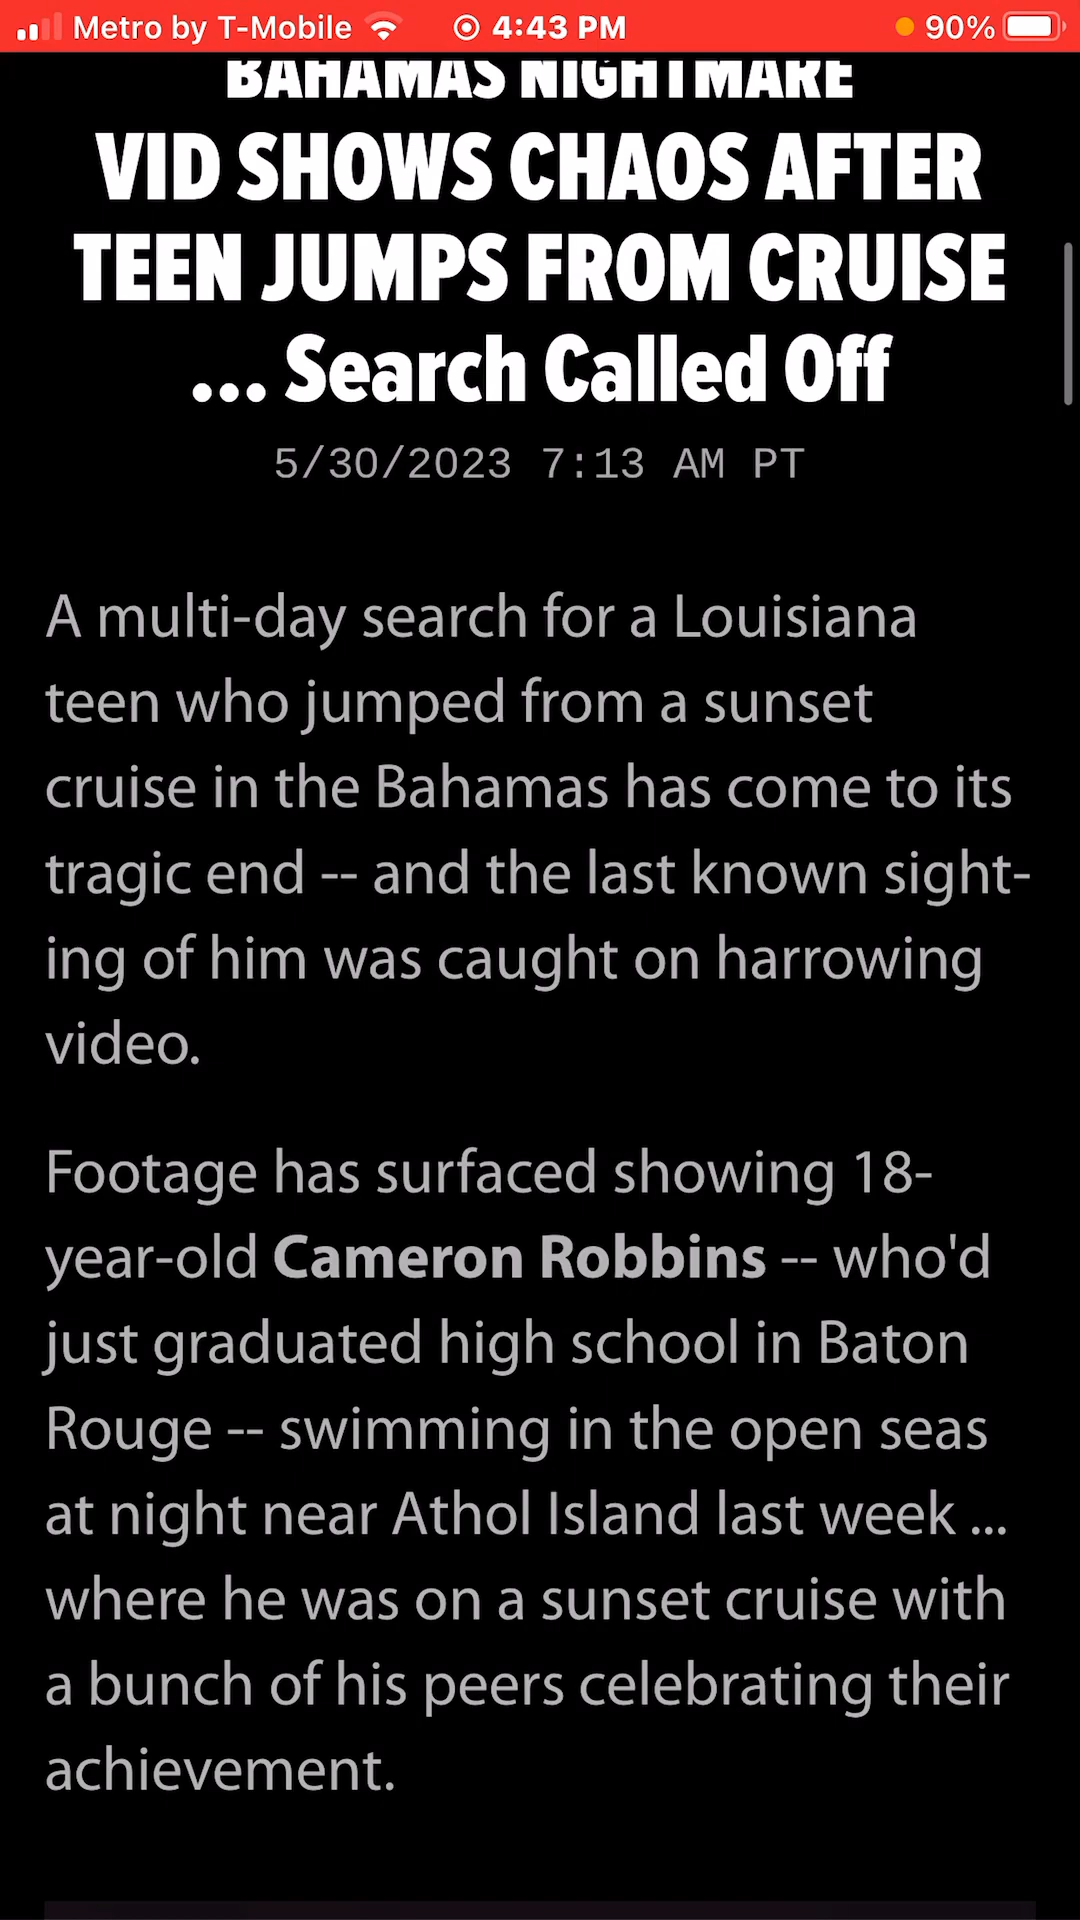 Metro by T-Mobile 4:43 PM 90%
BAHAMAS NIGHTMARE
VID SHOWS CHAOS AFTER
TEEN JUMPS FROM CRUISE
... Search Called Off
5/30/2023 7:13 AM PT
A multi-day search for a Louisiana
teen who jumped from a sunset
cruise in the Bahamas has come to its
tragic end -- and the last known sight-
ing of him was caught on harrowing
video.
Footage has surfaced showing 18-
year-old Cameron Robbins -- who'd
just graduated high school in Baton
Rouge -- swimming in the open seas
at night near Athol Island last week ...
where he was on a sunset cruise with
a bunch of his peers celebrating their
achievement.